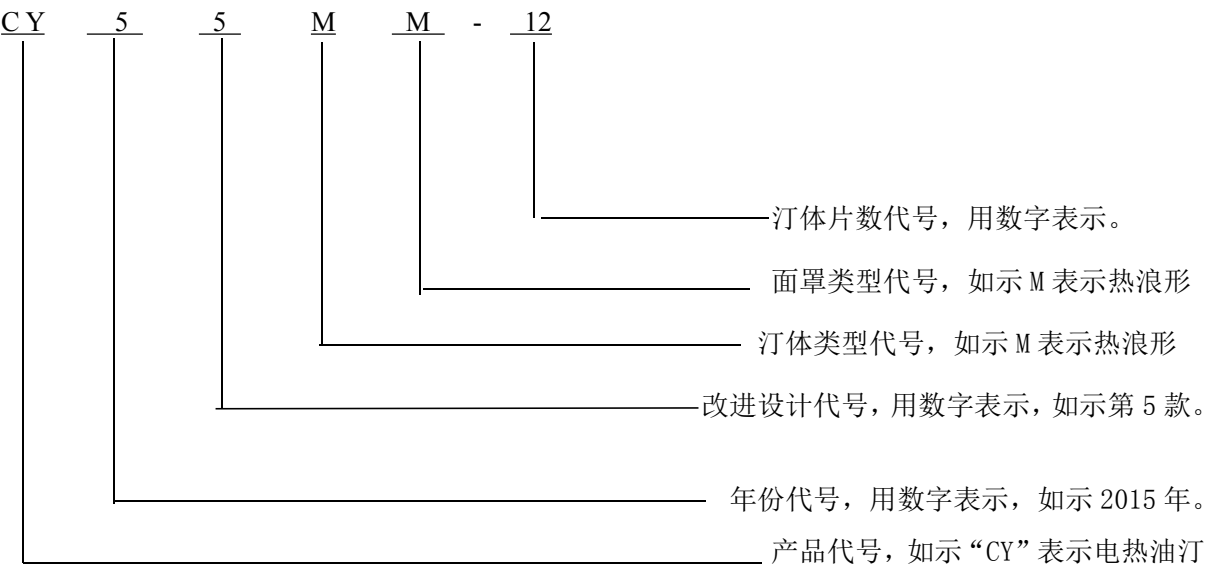 CY 5 5 M M - 12
汀体片数代号，用数字表示。
面罩类型代号，如示 M 表示热浪形
汀体类型代号，如示 M 表示热浪形
改进设计代号，用数字表示，如示第 5 款。
年份代号，用数字表示，如示 2015 年。
产品代号，如示“CY”表示电热油汀